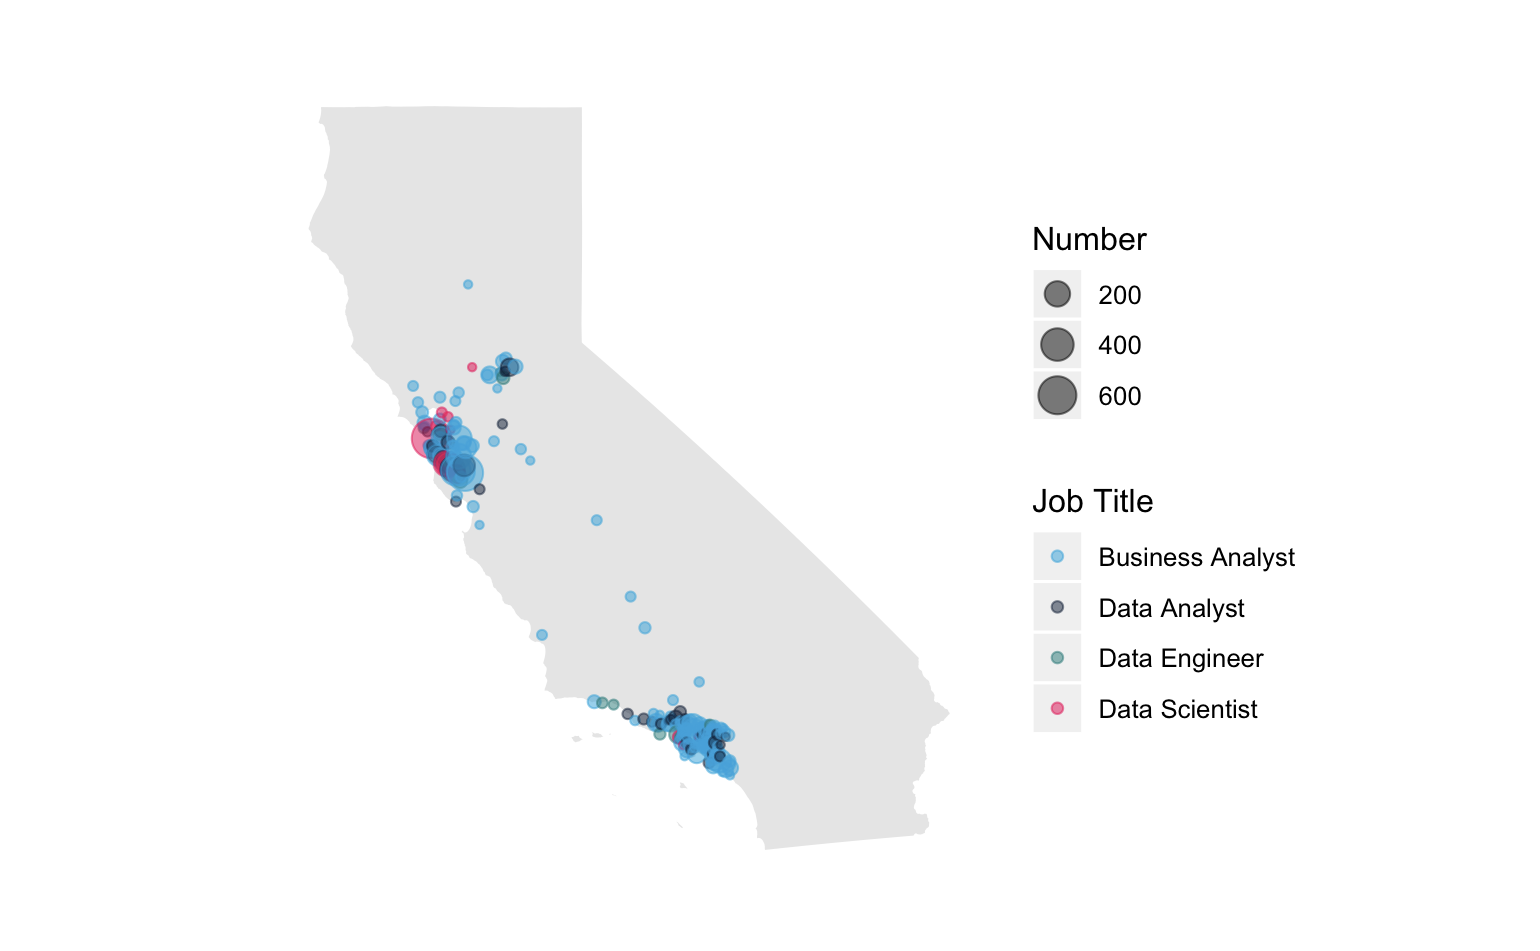 Number
200
400
600
Job Title
Business Analyst
Data Analyst
Data Engineer
Data Scientist